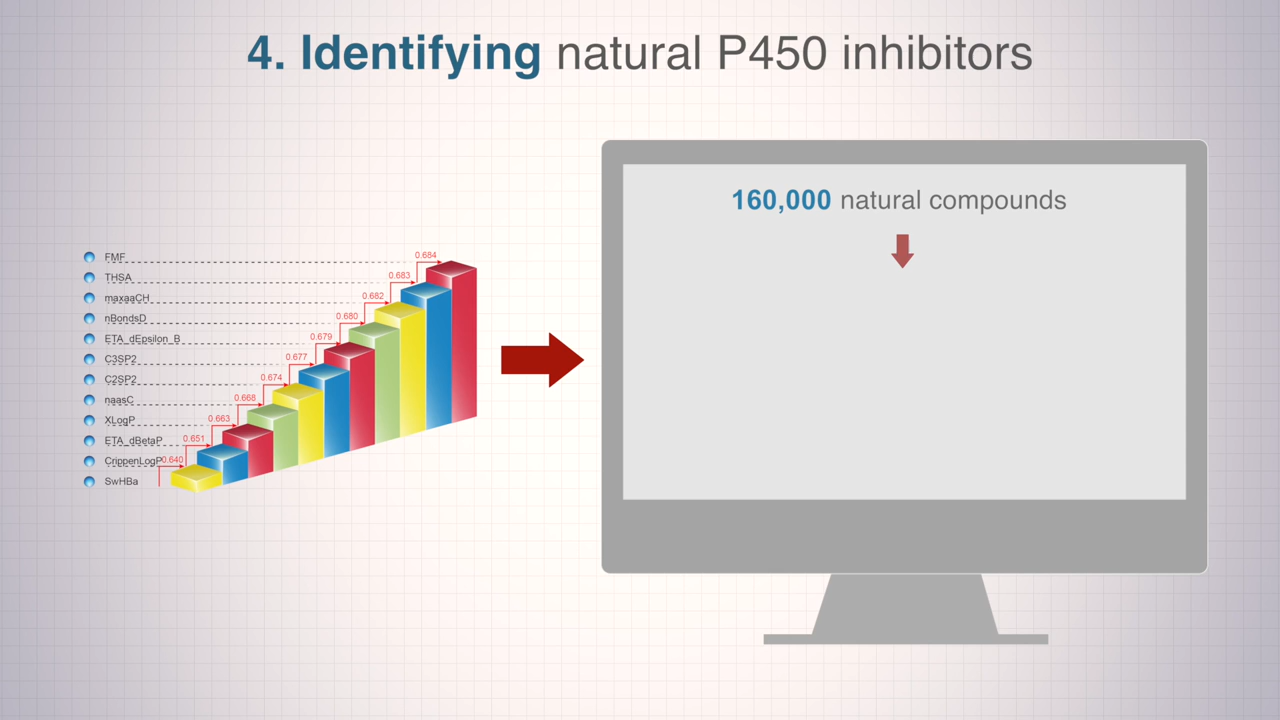 4. Identifying natural P450 inhibitors
160,000 natural compounds
FMF
0.684
THSA
0.683
maxaaCH
0.682
nBondsD
0.680
ETA_dEpsilon_B
0.679
C3SP2
0.677
C2SP2
0.674
naasC
0.668
XLogP
0.663
ETA_dBetaP
0.651
CrippenLogP
0.640
SwHBa